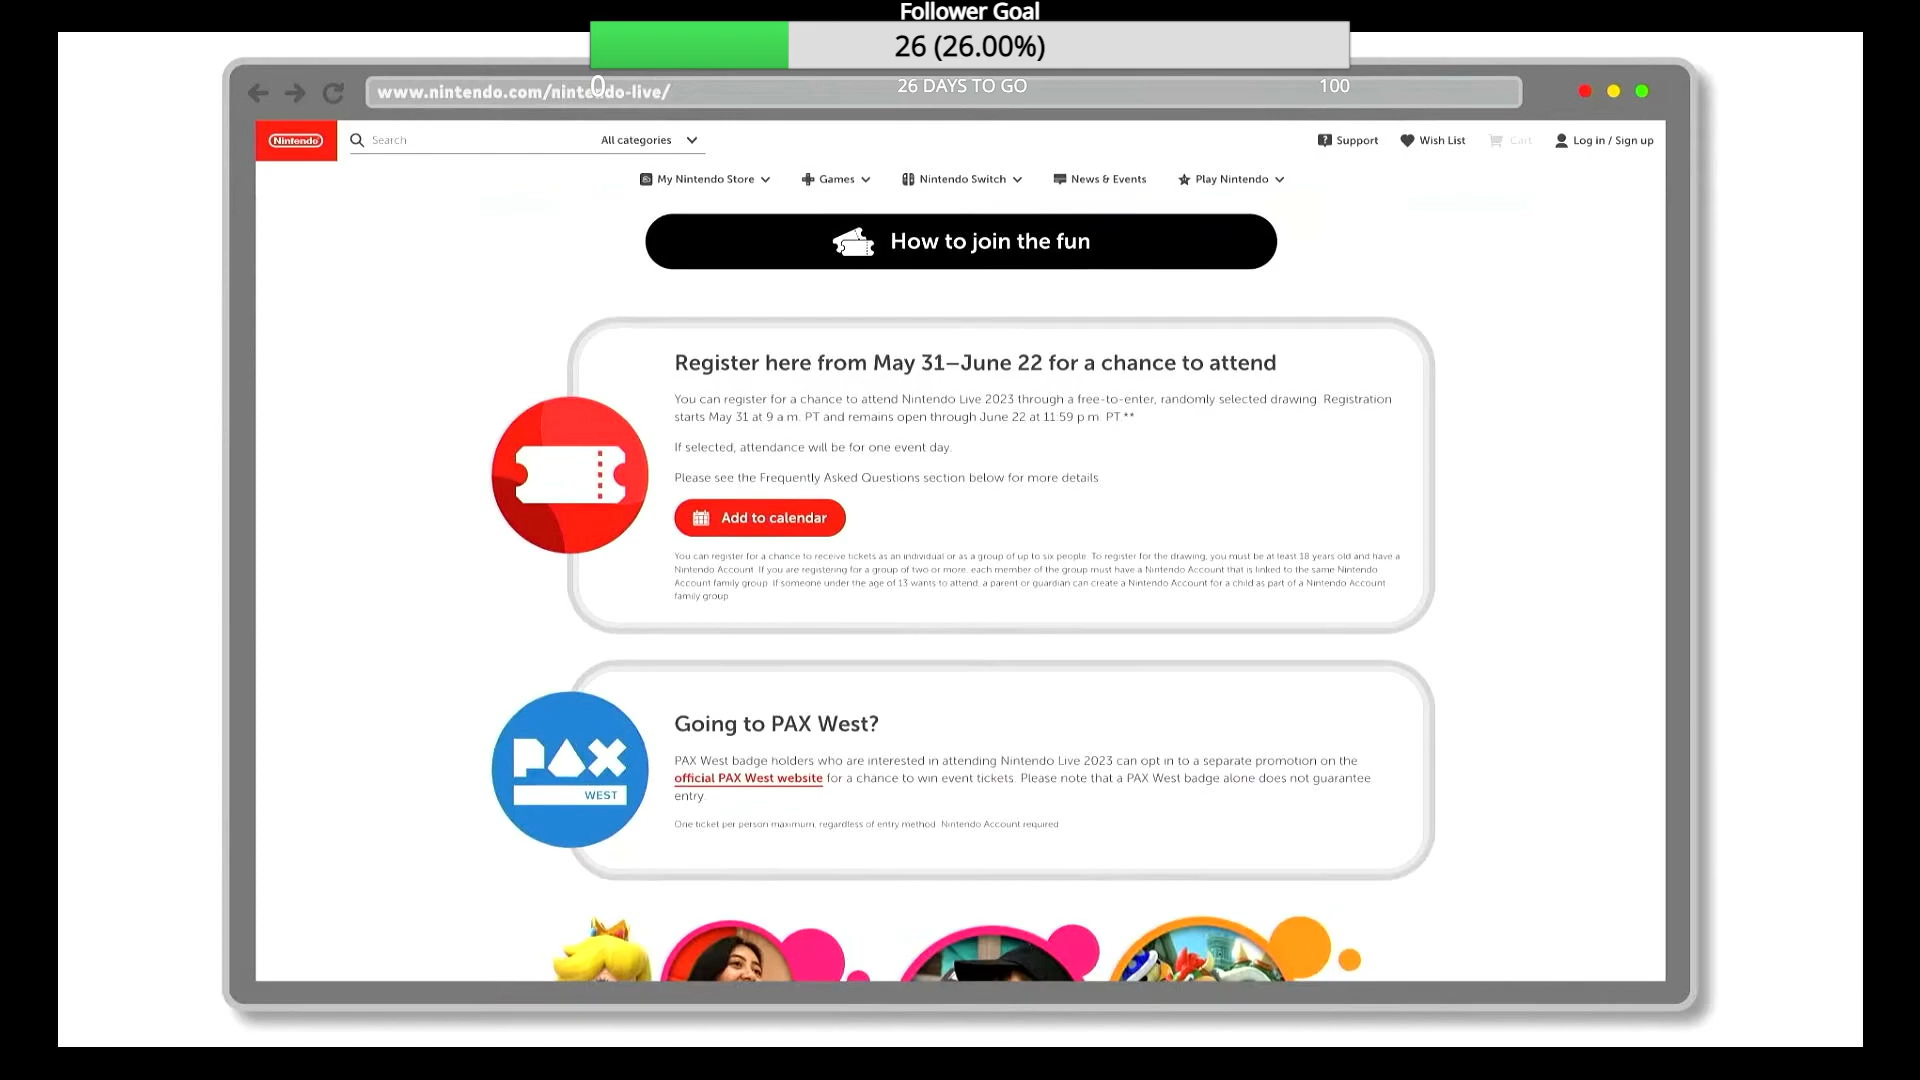 Follower Goal
26 (26.00%)
0 26 DAYS TO GO 100
www.nintendo.com/nintendo-live/
Nintendo Search All categories Support Wish List Cart Log in / Sign up
My Nintendo Store Games Nintendo Switch News & Events Play Nintendo
How to join the fun
Register here from May 31–June 22 for a chance to attend
You can register for a chance to attend Nintendo Live 2023 through a free-to-enter, randomly selected drawing. Registration
starts May 31 at 9 a.m. PT and remains open through June 22 at 11:59 p.m. PT.**
If selected, attendance will be for one event day.
Please see the Frequently Asked Questions section below for more details.
Add to calendar
You can register for a chance to receive tickets as an individual or as a group of up to six people. To register for the drawing, you must be at least 18 years old and have a
Nintendo Account. If you are registering for a group of two or more, each member of the group must have a Nintendo Account that is linked to the same Nintendo
Account family group. If someone under the age of 13 wants to attend, a parent or guardian can create a Nintendo Account for a child as part of a Nintendo Account
family group.
PAX
WEST
Going to PAX West?
PAX West badge holders who are interested in attending Nintendo Live 2023 can opt in to a separate promotion on the
official PAX West website for a chance to win event tickets. Please note that a PAX West badge alone does not guarantee
entry.
One ticket per person maximum, regardless of entry method. Nintendo Account required.